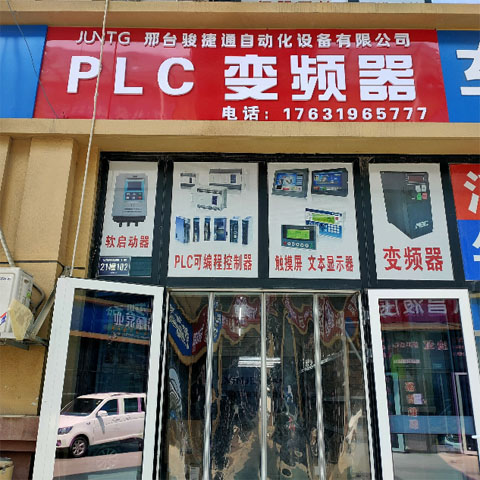 JUNTG 邢台骏捷通自动化设备有限公司
PLC 变频器
电话：17631965777
软启动器
PLC可编程控制器
触摸屏 文本显示器
变频器